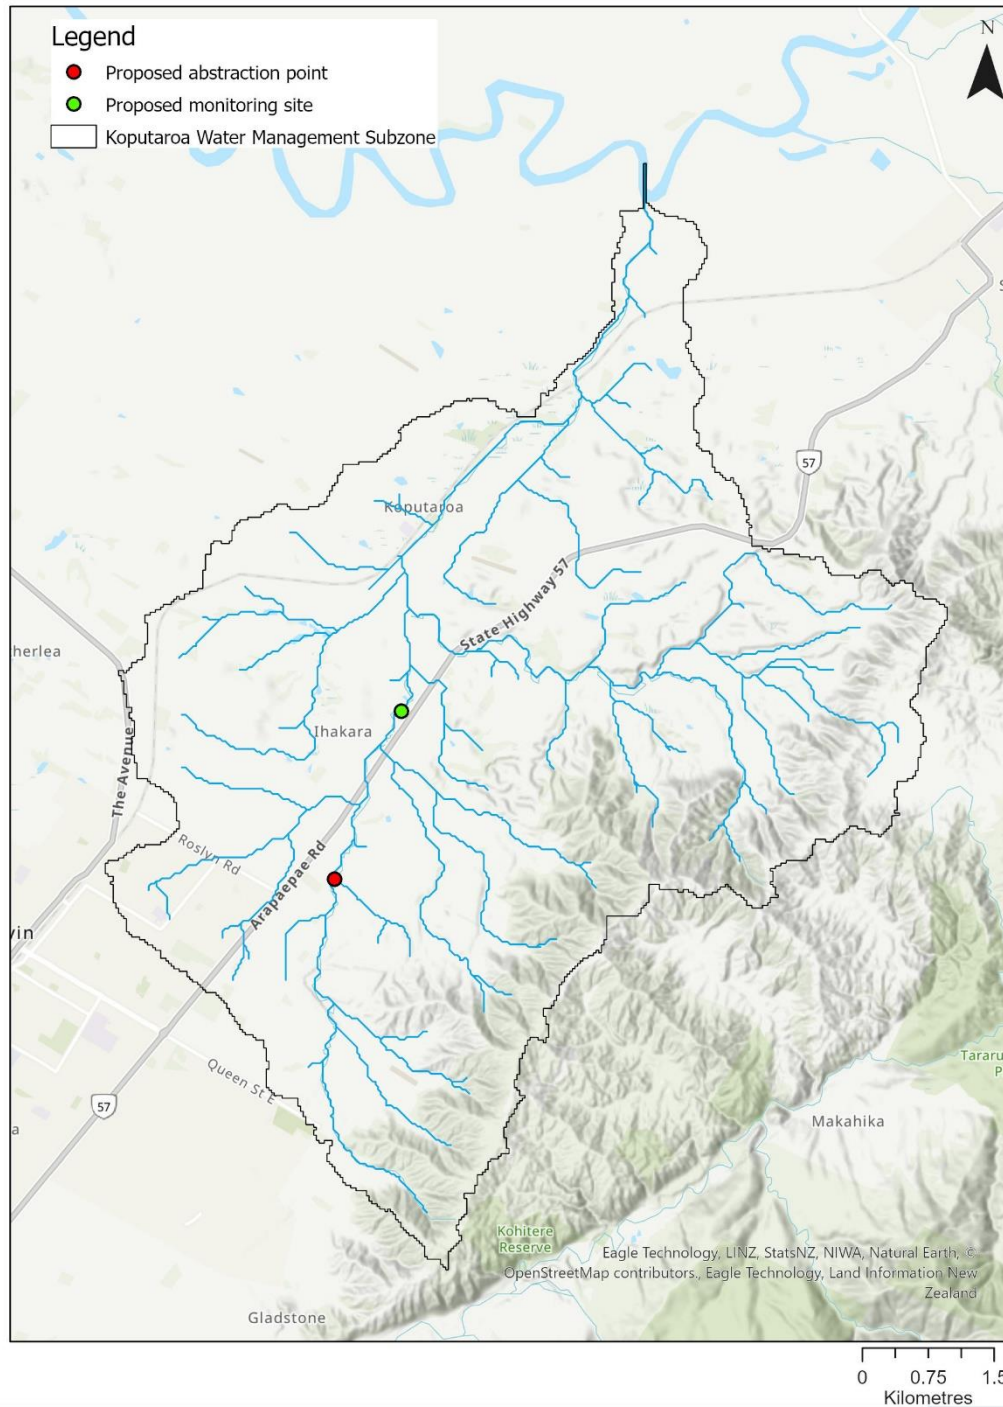 Legend
Proposed abstraction point
Proposed monitoring site
Koputaroa Water Management Subzone
N
S
57
Koputaroa
State Highway 57
therlea
The Avenue
Ihakara
Roslyn Rd
Arapaepae Rd
vin
Queen St E
57
a
Tararu
P
Makahika
Kohitere
Reserve
Gladstone
Eagle Technology, LINZ, StatsNZ, NIWA, Natural Earth, ©
OpenStreetMap contributors., Eagle Technology, Land Information New
Zealand
0 0.75 1.5
Kilometres